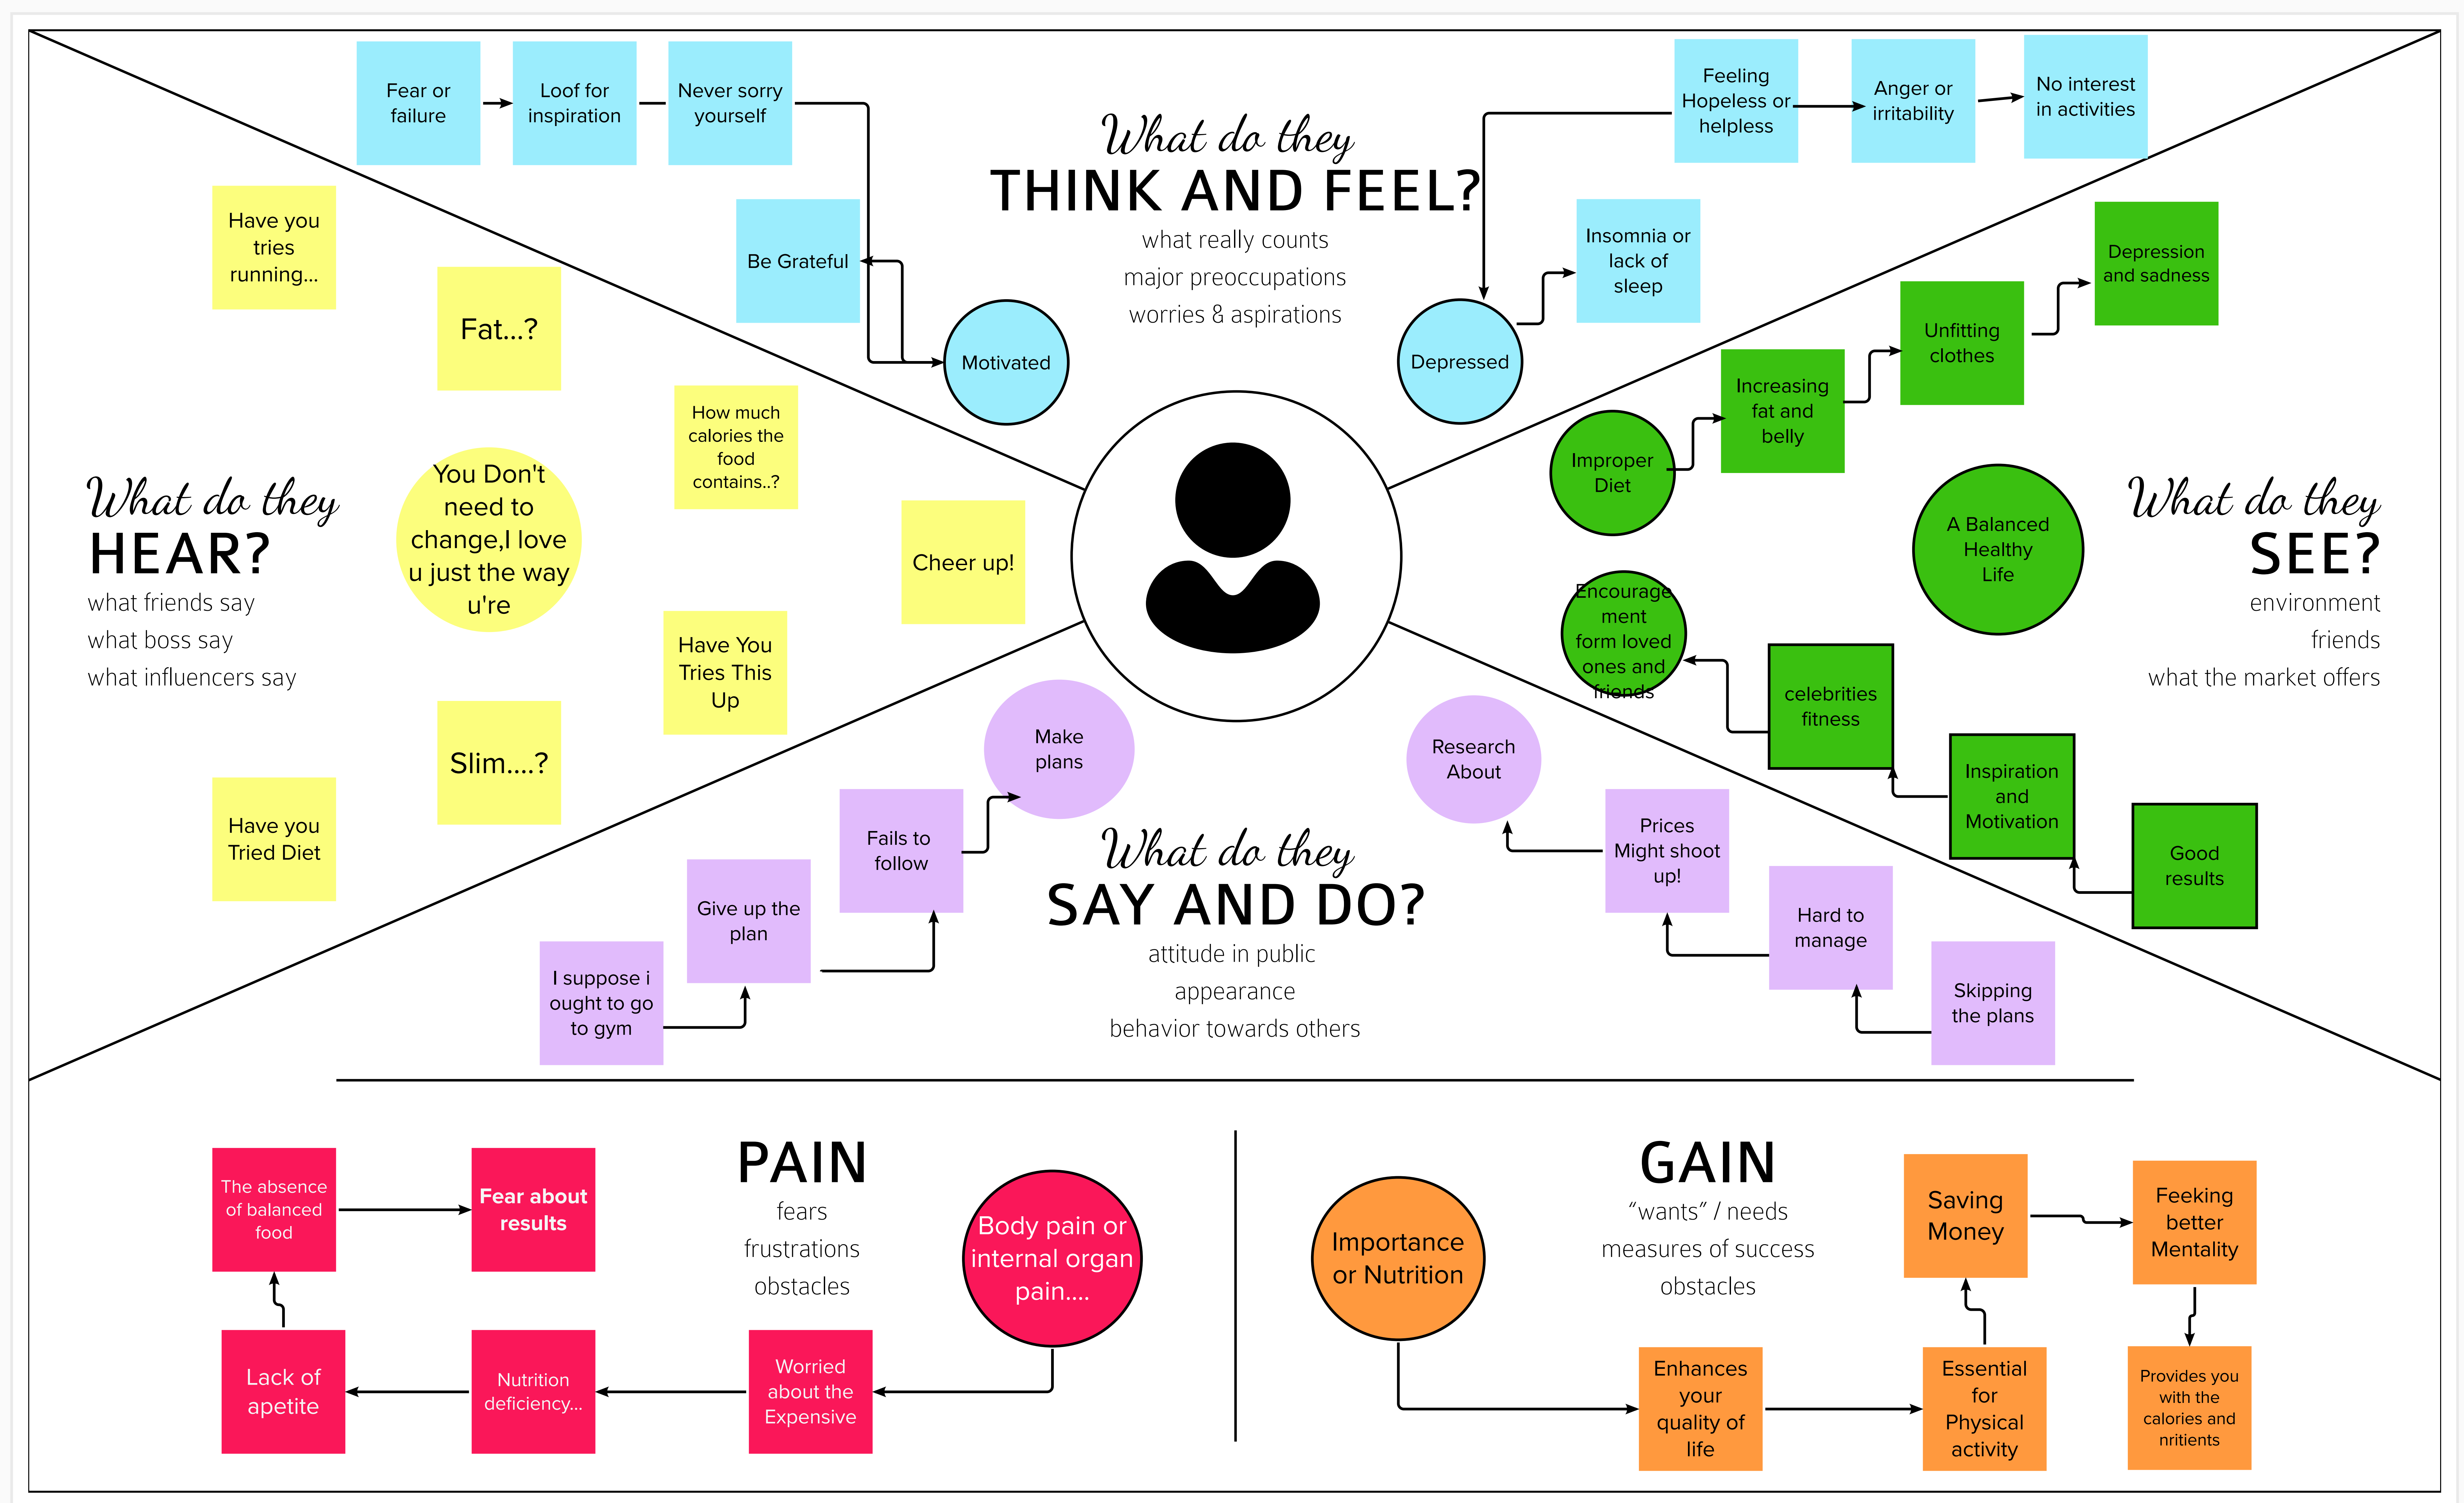 Fear or
failure
Loof for
inspiration
Never sorry
yourself
Be Grateful
Motivated
What do they
THINK AND FEEL?
what really counts
major preoccupations
worries & aspirations
Feeling
Hopeless or
helpless
Anger or
irritability
No interest
in activities
Insomnia or
lack of
sleep
Depressed
Have you
tries
running...
Fat...?
How much
calories the
food
contains..?
What do they
HEAR?
what friends say
what boss say
what influencers say
You Don't
need to
change,I love
u just the way
u're
Cheer up!
Have You
Tries This
Up
Slim....?
Have you
Tried Diet
Depression
and sadness
Unfitting
clothes
Increasing
fat and
belly
Improper
Diet
A Balanced
Healthy
Life
What do they
SEE?
environment
friends
what the market offers
Encourage
ment
form loved
ones and
friends
celebrities
fitness
Inspiration
and
Motivation
Good
results
Make
plans
Fails to
follow
Give up the
plan
I suppose i
ought to go
to gym
What do they
SAY AND DO?
attitude in public
appearance
behavior towards others
Research
About
Prices
Might shoot
up!
Hard to
manage
Skipping
the plans
PAIN
fears
frustrations
obstacles
The absence
of balanced
food
Fear about
results
Body pain or
internal organ
pain....
Lack of
apetite
Nutrition
deficiency...
Worried
about the
Expensive
GAIN
“wants” / needs
measures of success
obstacles
Importance
or Nutrition
Saving
Money
Feeking
better
Mentality
Enhances
your
quality of
life
Essential
for
Physical
activity
Provides you
with the
calories and
nritients